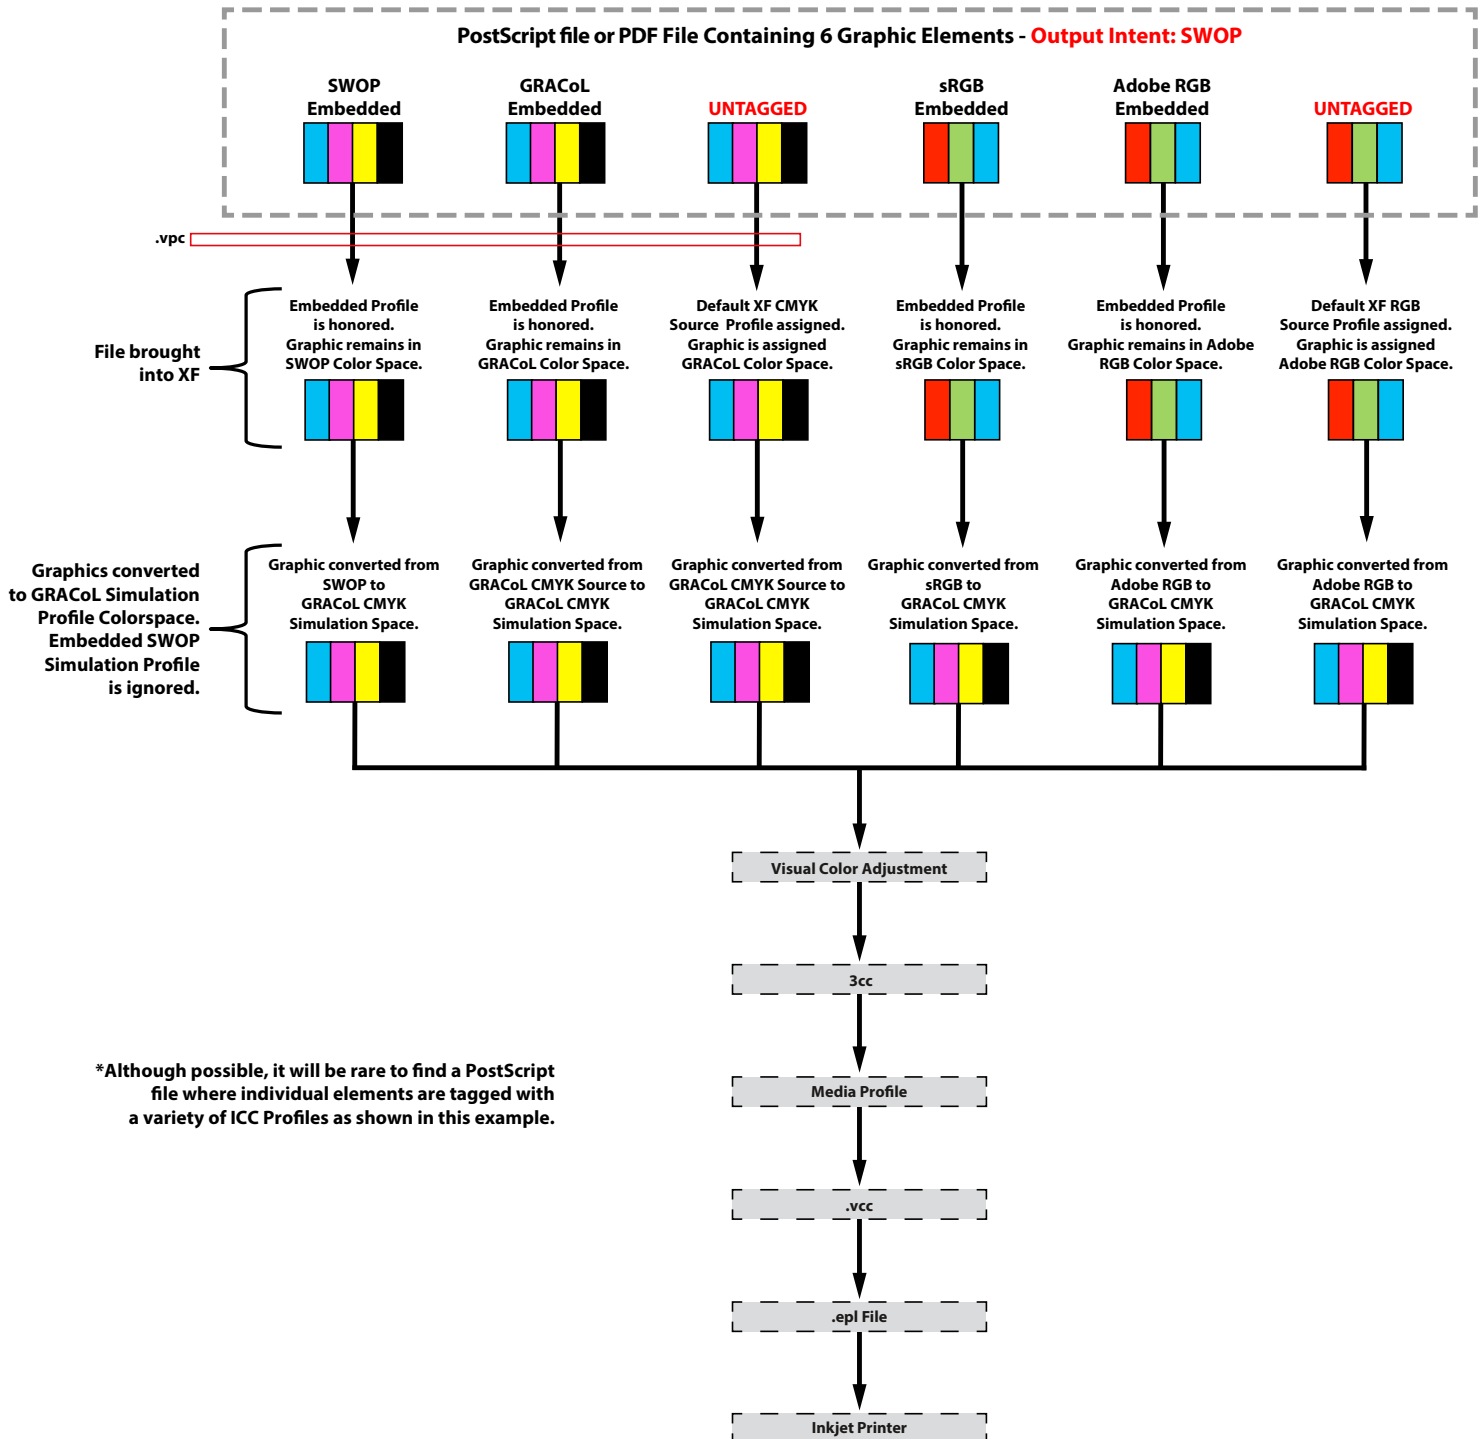 PostScript file or PDF File Containing 6 Graphic Elements - Output Intent: SWOP
SWOP
Embedded
GRACoL
Embedded
UNTAGGED
sRGB
Embedded
Adobe RGB
Embedded
UNTAGGED
.vpc
File brought
into XF
Embedded Profile
is honored.
Graphic remains in
SWOP Color Space.
Embedded Profile
is honored.
Graphic remains in
GRACoL Color Space.
Default XF CMYK
Source Profile assigned.
Graphic is assigned
GRACoL Color Space.
Embedded Profile
is honored.
Graphic remains in
sRGB Color Space.
Embedded Profile
is honored.
Graphic remains in Adobe
RGB Color Space.
Default XF RGB
Source Profile assigned.
Graphic is assigned
Adobe RGB Color Space.
Graphics converted
to GRACoL Simulation
Profile Colorspace.
Embedded SWOP
Simulation Profile
is ignored.
Graphic converted from
SWOP to
GRACoL CMYK
Simulation Space.
Graphic converted from
GRACoL CMYK Source to
GRACoL CMYK
Simulation Space.
Graphic converted from
GRACoL CMYK Source to
GRACoL CMYK
Simulation Space.
Graphic converted from
sRGB to
GRACoL CMYK
Simulation Space.
Graphic converted from
Adobe RGB to
GRACoL CMYK
Simulation Space.
Graphic converted from
Adobe RGB to
GRACoL CMYK
Simulation Space.
Visual Color Adjustment
3cc
*Although possible, it will be rare to find a PostScript
file where individual elements are tagged with
a variety of ICC Profiles as shown in this example.
Media Profile
.vcc
.epl File
Inkjet Printer